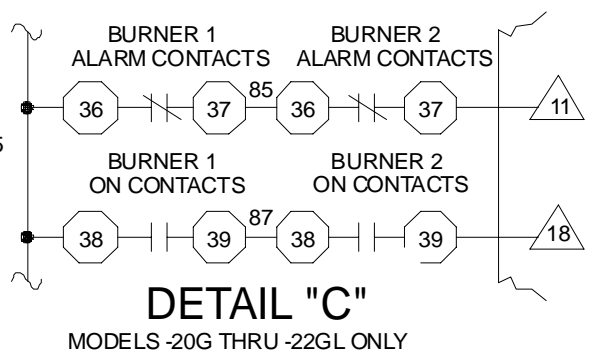 BURNER 1 BURNER 2
ALARM CONTACTS ALARM CONTACTS
36 37 85 36 37 11
BURNER 1 BURNER 2
ON CONTACTS ON CONTACTS
38 39 87 38 39 18
DETAIL "C"
MODELS -20G THRU -22GL ONLY